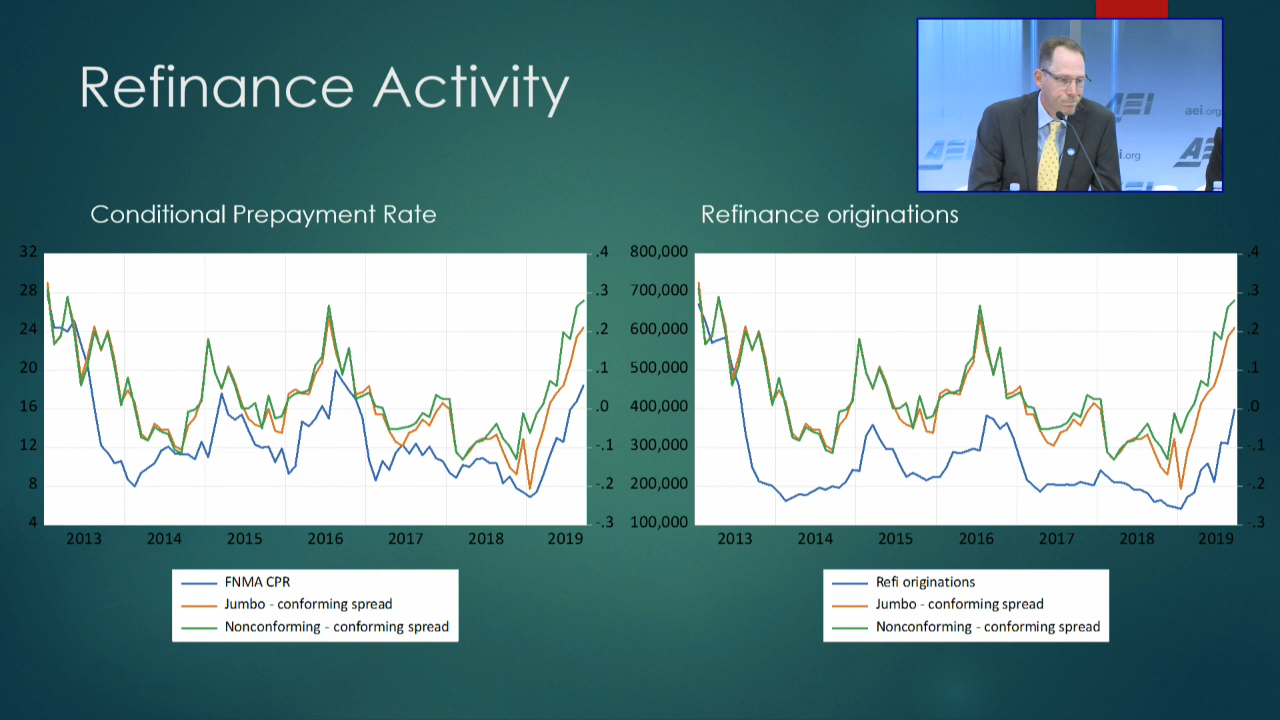 Refinance Activity
AEI
aei.org
AEI
i.org
AE
AEI
Conditional Prepayment Rate
Refinance originations
32
28
24
20
16
12
8
4
.4
.3
.2
.1
.0
-.1
-.2
-.3
2013 2014 2015 2016 2017 2018 2019
FNMA CPR
Jumbo - conforming spread
Nonconforming - conforming spread
800,000
700,000
600,000
500,000
400,000
300,000
200,000
100,000
.4
.3
.2
.1
.0
-.1
-.2
-.3
2013 2014 2015 2016 2017 2018 2019
Refi originations
Jumbo - conforming spread
Nonconforming - conforming spread